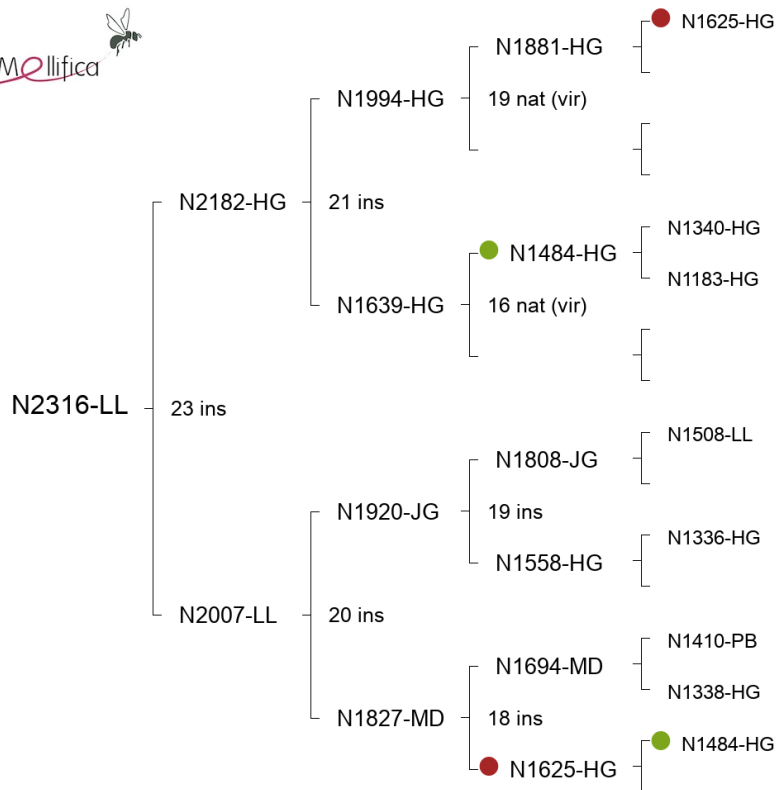 Mellifica
N1625-HG
N1881-HG
N1994-HG
19 nat (vir)
N2182-HG
21 ins
N1340-HG
N1484-HG
N1183-HG
N1639-HG
16 nat (vir)
N2316-LL
23 ins
N1508-LL
N1808-JG
N1920-JG
19 ins
N1336-HG
N1558-HG
N2007-LL
20 ins
N1410-PB
N1694-MD
N1338-HG
N1827-MD
18 ins
N1484-HG
N1625-HG